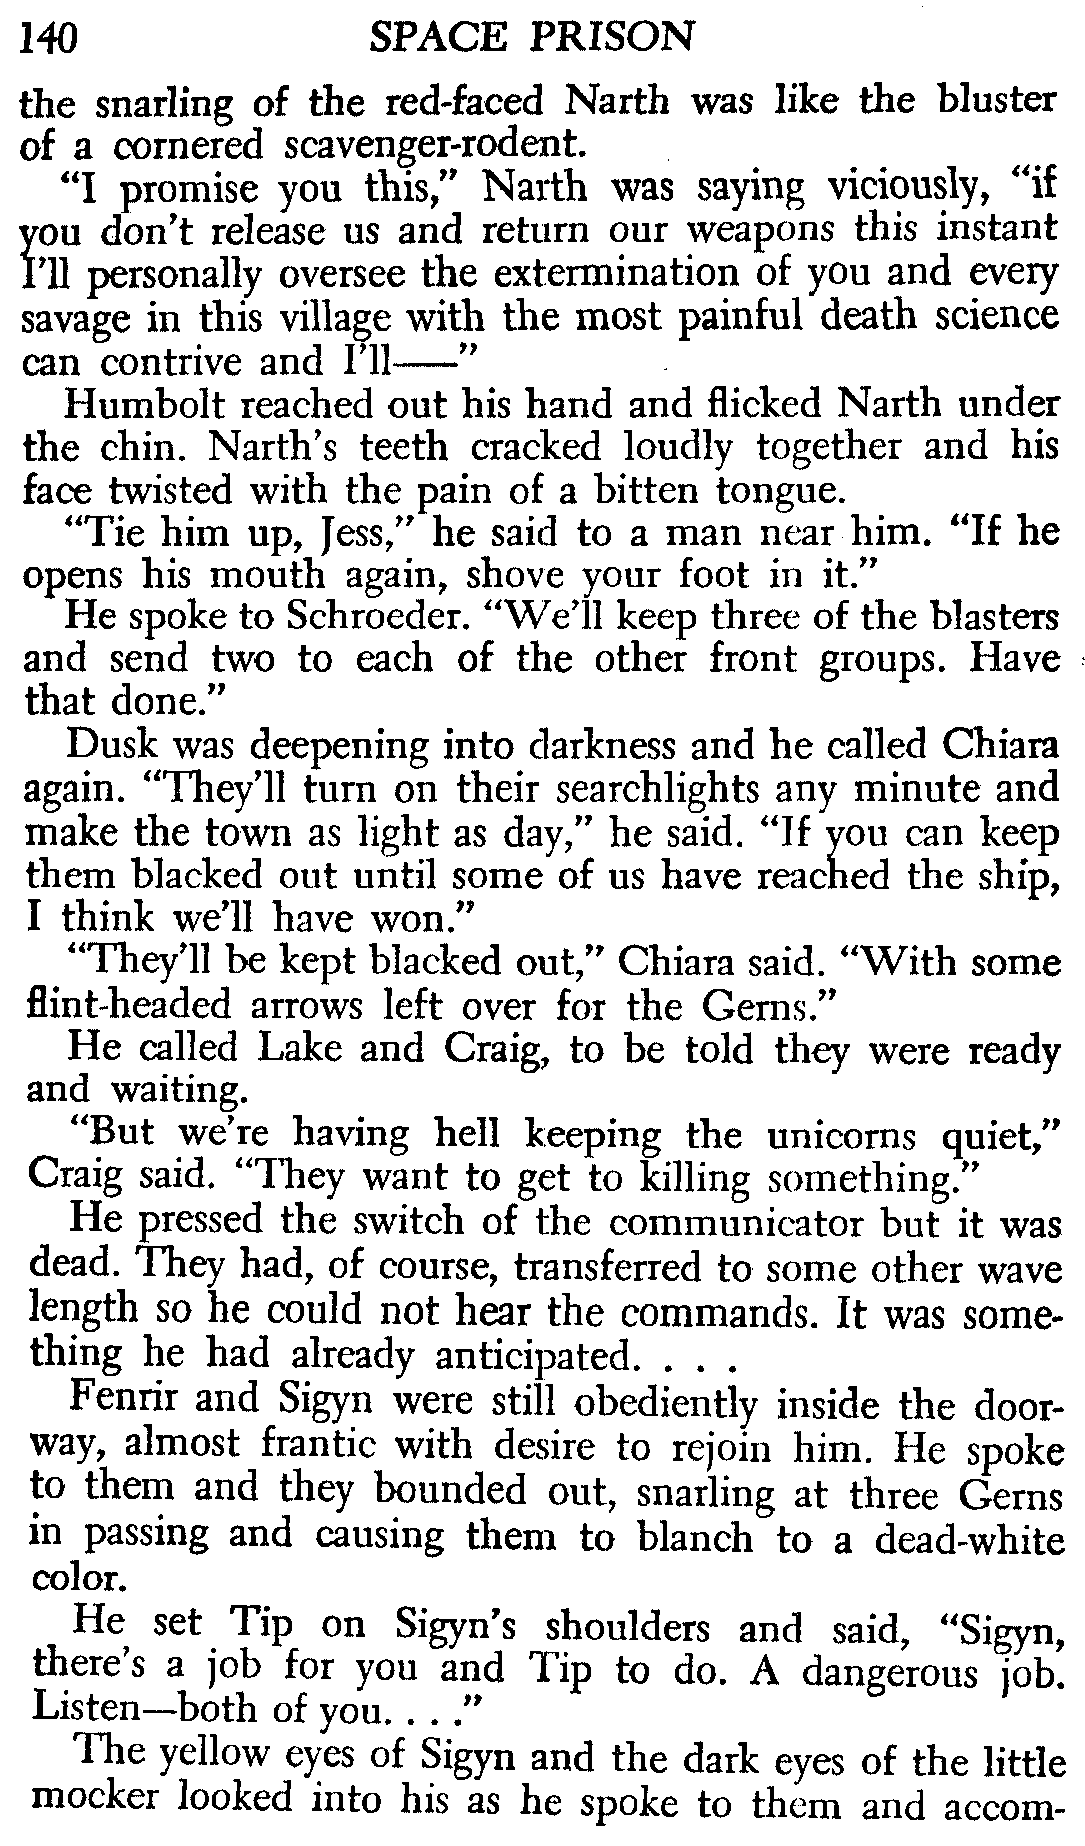 140 SPACE PRISON
the snarling of the red-faced Narth was like the bluster
of a cornered scavenger-rodent.
"I promise you this," Narth was saying viciously, "if
you don't release us and return our weapons this instant
I'll personally oversee the extermination of you and every
savage in this village with the most painful death science
can contrive and I'll——"
Humbolt reached out his hand and flicked Narth under
the chin. Narth's teeth cracked loudly together and his
face twisted with the pain of a bitten tongue.
"Tie him up, Jess," he said to a man near him. "If he
opens his mouth again, shove your foot in it."
He spoke to Schroeder. "We'll keep three of the blasters
and send two to each of the other front groups. Have
that done."
Dusk was deepening into darkness and he called Chiara
again. "They'll turn on their searchlights any minute and
make the town as light as day," he said. "If you can keep
them blacked out until some of us have reached the ship,
I think we'll have won."
"They'll be kept blacked out," Chiara said. "With some
flint-headed arrows left over for the Gerns."
He called Lake and Craig, to be told they were ready
and waiting.
"But we're having hell keeping the unicorns quiet,"
Craig said. "They want to get to killing something."
He pressed the switch of the communicator but it was
dead. They had, of course, transferred to some other wave
length so he could not hear the commands. It was some-
thing he had already anticipated. . . .
Fenrir and Sigyn were still obediently inside the door-
way, almost frantic with desire to rejoin him. He spoke
to them and they bounded out, snarling at three Gerns
in passing and causing them to blanch to a dead-white
color.
He set Tip on Sigyn's shoulders and said, "Sigyn,
there's a job for you and Tip to do. A dangerous job.
Listen—both of you. . . ."
The yellow eyes of Sigyn and the dark eyes of the little
mocker looked into his as he spoke to them and accom-